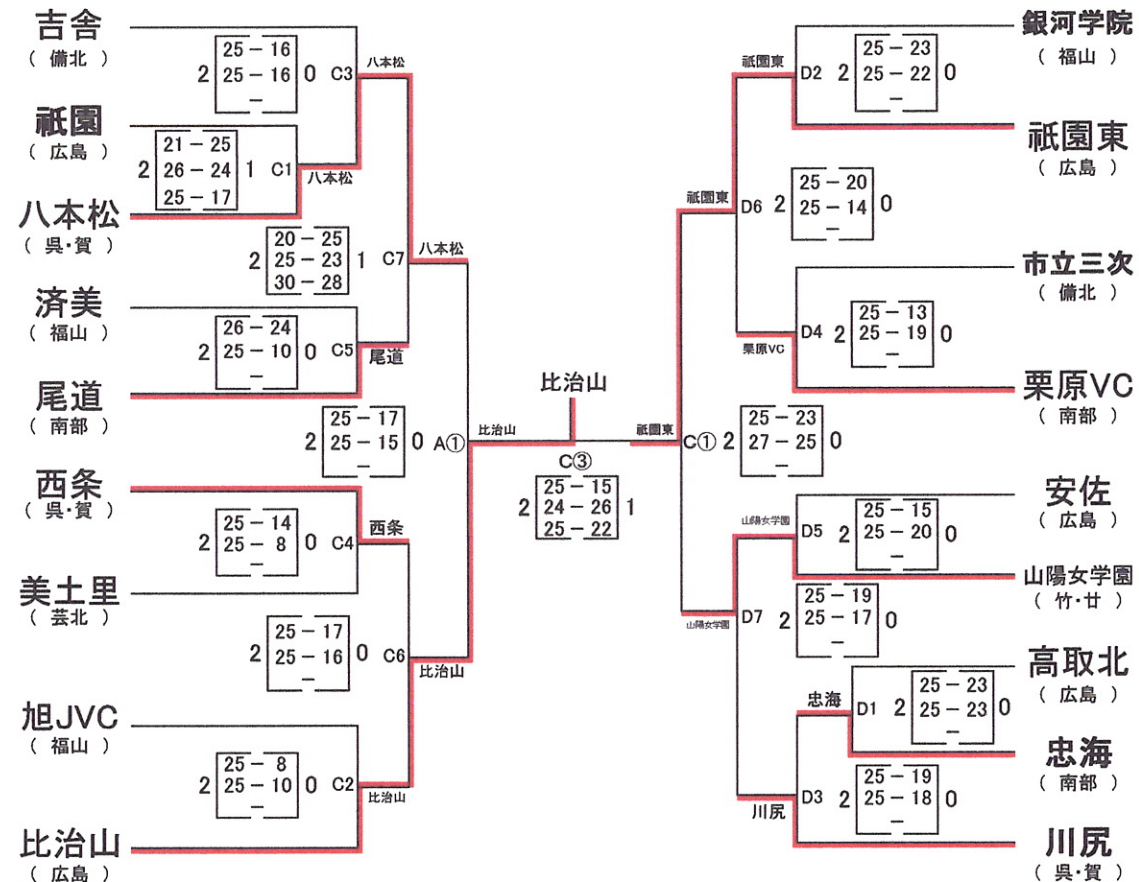 吉舎
（ 備北 ）
25 － 16
2 25 － 16 0 C3
－
八本松
祇園
（ 広島 ）
21 － 25
2 26 － 24 1 C1
25 － 17
八本松
八本松
（ 呉・賀 ）
20 － 25
2 25 － 23 1 C7
30 － 28
八本松
済美
（ 福山 ）
26 － 24
2 25 － 10 0 C5
－
尾道
尾道
（ 南部 ）
25 － 17
2 25 － 15 0 A①
－
比治山
西条
（ 呉・賀 ）
25 － 14
2 25 － 8 0 C4
－
西条
美土里
（ 芸北 ）
25 － 17
2 25 － 16 0 C6
－
比治山
旭JVC
（ 福山 ）
25 － 8
2 25 － 10 0 C2
－
比治山
比治山
（ 広島 ）
比治山
C③
25 － 15
2 24 － 26 1
25 － 22
銀河学院
（ 福山 ）
祇園東
25 － 23
D2 2 25 － 22 0
－
祇園東
（ 広島 ）
祇園東
25 － 20
D6 2 25 － 14 0
－
市立三次
（ 備北 ）
25 － 13
D4 2 25 － 19 0
－
栗原VC
栗原VC
（ 南部 ）
祇園東
25 － 23
C① 2 27 － 25 0
－
安佐
（ 広島 ）
山陽女学園
25 － 15
D5 2 25 － 20 0
－
山陽女学園
（ 竹・廿 ）
25 － 19
D7 2 25 － 17 0
－
山陽女学園
高取北
（ 広島 ）
忠海
25 － 23
D1 2 25 － 23 0
－
忠海
（ 南部 ）
25 － 19
D3 2 25 － 18 0
－
川尻
川尻
（ 呉・賀 ）